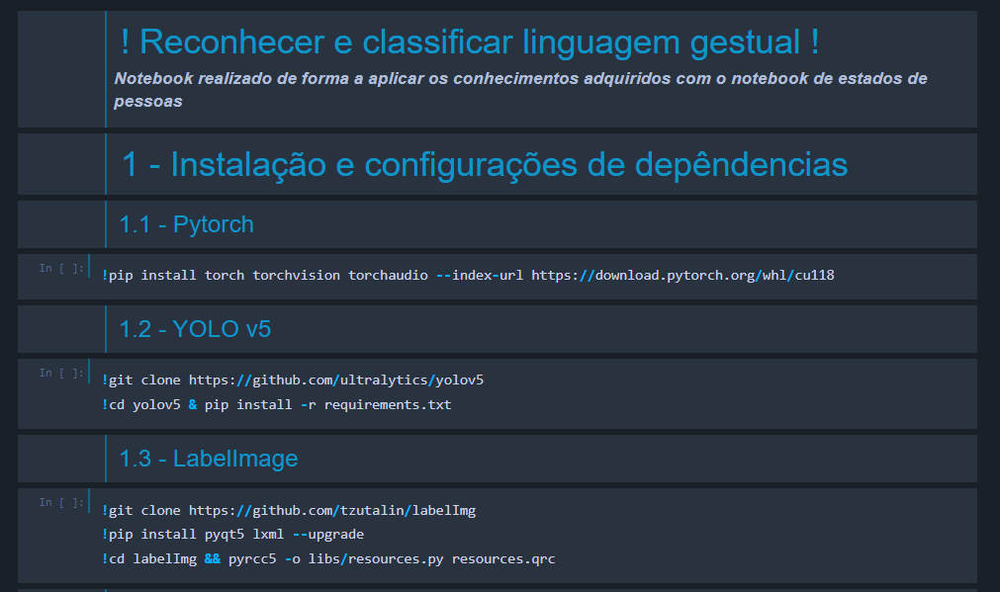 ! Reconhecer e classificar linguagem gestual !
Notebook realizado de forma a aplicar os conhecimentos adquiridos com o notebook de estados de
pessoas
1 - Instalação e configurações de depêndencias
1.1 - Pytorch
In [ ]: !pip install torch torchvision torchaudio --index-url https://download.pytorch.org/whl/cu118
1.2 - YOLO v5
In [ ]: !git clone https://github.com/ultralytics/yolov5
!cd yolov5 & pip install -r requirements.txt
1.3 - LabelImage
In [ ]: !git clone https://github.com/tzutalin/labelImg
!pip install pyqt5 lxml --upgrade
!cd labelImg && pyrcc5 -o libs/resources.py resources.qrc